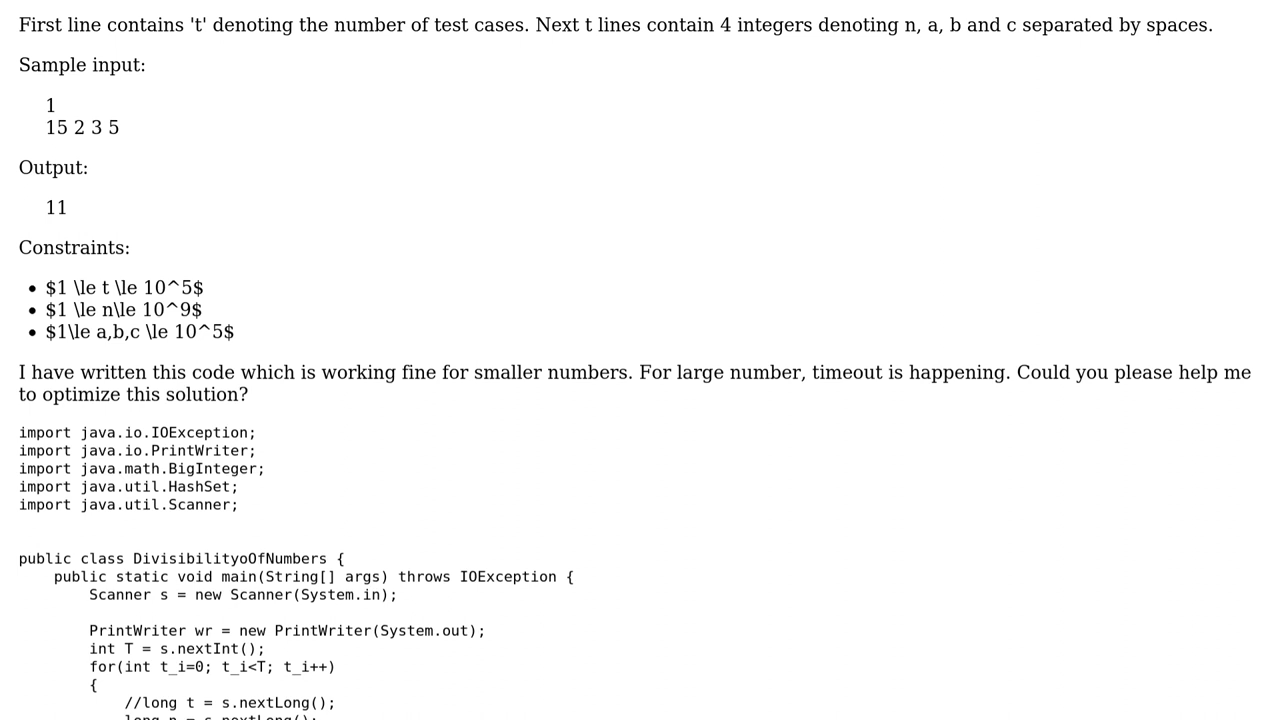 First line contains 't' denoting the number of test cases. Next t lines contain 4 integers denoting n, a, b and c separated by spaces.
Sample input:
1
15 2 3 5
Output:
11
Constraints:
• $1 \le t \le 10^5$
• $1 \le n\le 10^9$
• $1\le a,b,c \le 10^5$
I have written this code which is working fine for smaller numbers. For large number, timeout is happening. Could you please help me
to optimize this solution?
import java.io.IOException;
import java.io.PrintWriter;
import java.math.BigInteger;
import java.util.HashSet;
import java.util.Scanner;
public class DivisibilityoOfNumbers {
    public static void main(String[] args) throws IOException {
        Scanner s = new Scanner(System.in);
        PrintWriter wr = new PrintWriter(System.out);
        int T = s.nextInt();
        for(int t_i=0; t_i<T; t_i++)
        {
            //long t = s.nextLong();
            long n = s.nextLong();